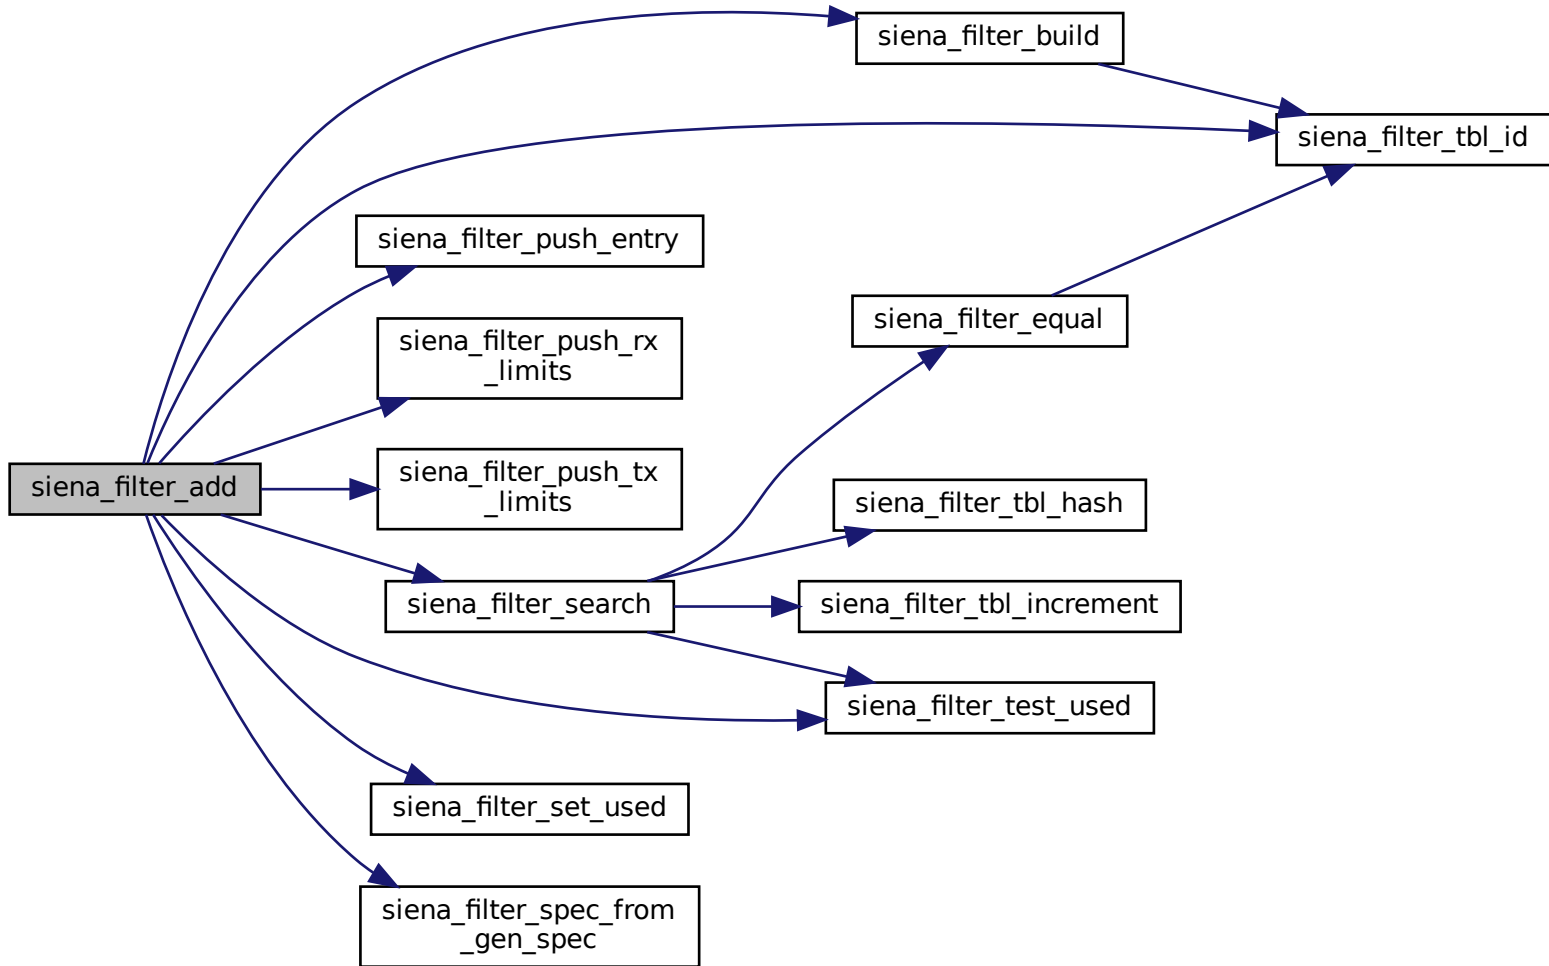 siena_filter_build
siena_filter_tbl_id
siena_filter_push_entry
siena_filter_equal
siena_filter_push_rx
_limits
siena_filter_add
siena_filter_push_tx
_limits
siena_filter_tbl_hash
siena_filter_search
siena_filter_tbl_increment
siena_filter_test_used
siena_filter_set_used
siena_filter_spec_from
_gen_spec